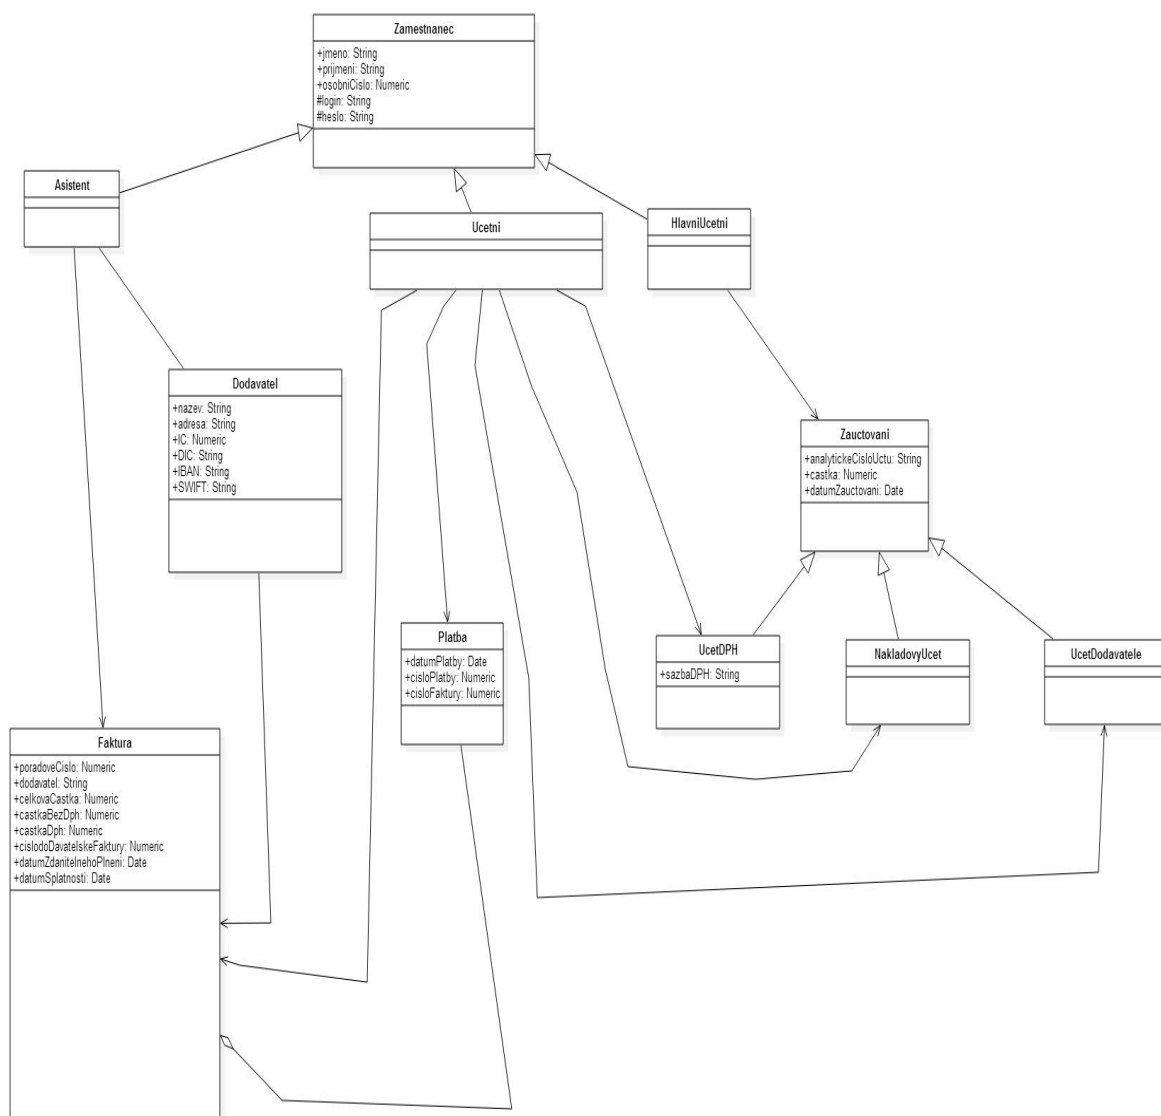 Zamestnanec
+jmeno: String
+prijmeni: String
+osobniCislo: Numeric
#login: String
#heslo: String
Asistent
Ucetni
HlavniUcetni
Dodavatel
+nazev: String
+adresa: String
+IC: Numeric
+DIC: String
+IBAN: String
+SWIFT: String
Zauctovani
+analytickeCisloUctu: String
+castka: Numeric
+datumZauctovani: Date
Platba
+datumPlatby: Date
+cisloPlatby: Numeric
+cisloFaktury: Numeric
UcetDPH
+sazbaDPH: String
NakladovyUcet
UcetDodavatele
Faktura
+poradoveCislo: Numeric
+dodavatel: String
+celkovaCastka: Numeric
+castkaBezDph: Numeric
+castkaDph: Numeric
+cislodoDavatelskeFaktury: Numeric
+datumZdanitelnehoPlneni: Date
+datumSplatnosti: Date